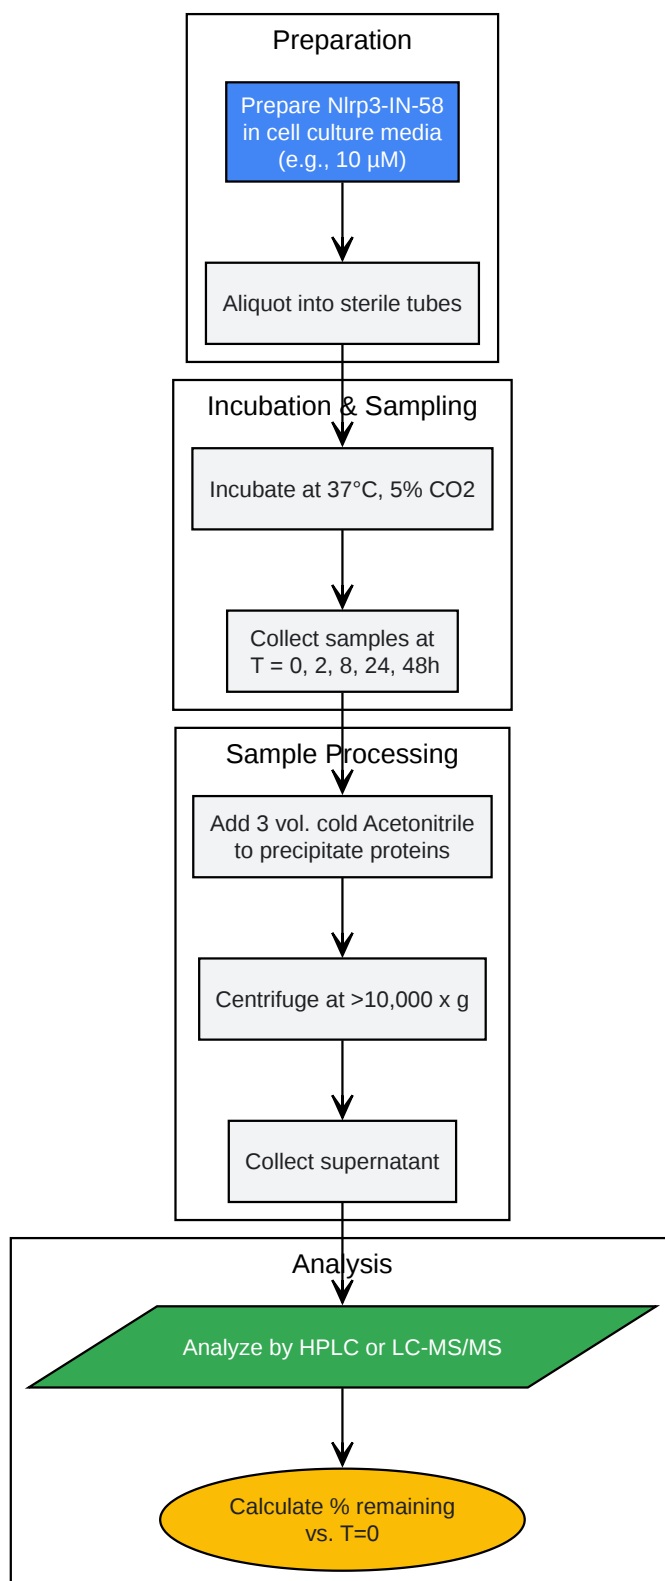 Preparation
Prepare Nlrp3-IN-58
in cell culture media
(e.g., 10 µM)
Aliquot into sterile tubes
Incubation & Sampling
Incubate at 37°C, 5% CO2
Collect samples at
T = 0, 2, 8, 24, 48h
Sample Processing
Add 3 vol. cold Acetonitrile
to precipitate proteins
Centrifuge at >10,000 x g
Collect supernatant
Analysis
Analyze by HPLC or LC-MS/MS
Calculate % remaining
vs. T=0